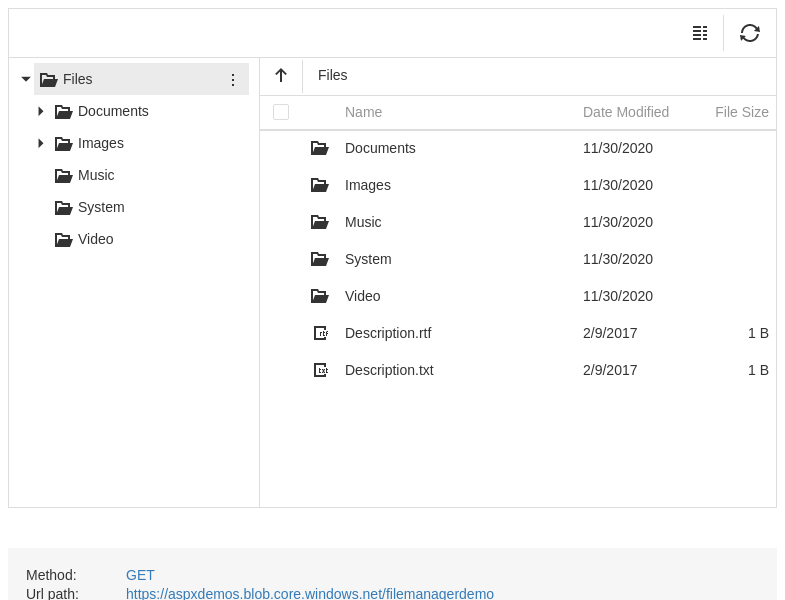 Files
Documents
Images
Music
System
Video
Files
Name Date Modified File Size
Documents 11/30/2020
Images 11/30/2020
Music 11/30/2020
System 11/30/2020
Video 11/30/2020
rtf Description.rtf 2/9/2017 1 B
txt Description.txt 2/9/2017 1 B
Method: GET
Url path: https://aspxdemos.blob.core.windows.net/filemanagerdemo